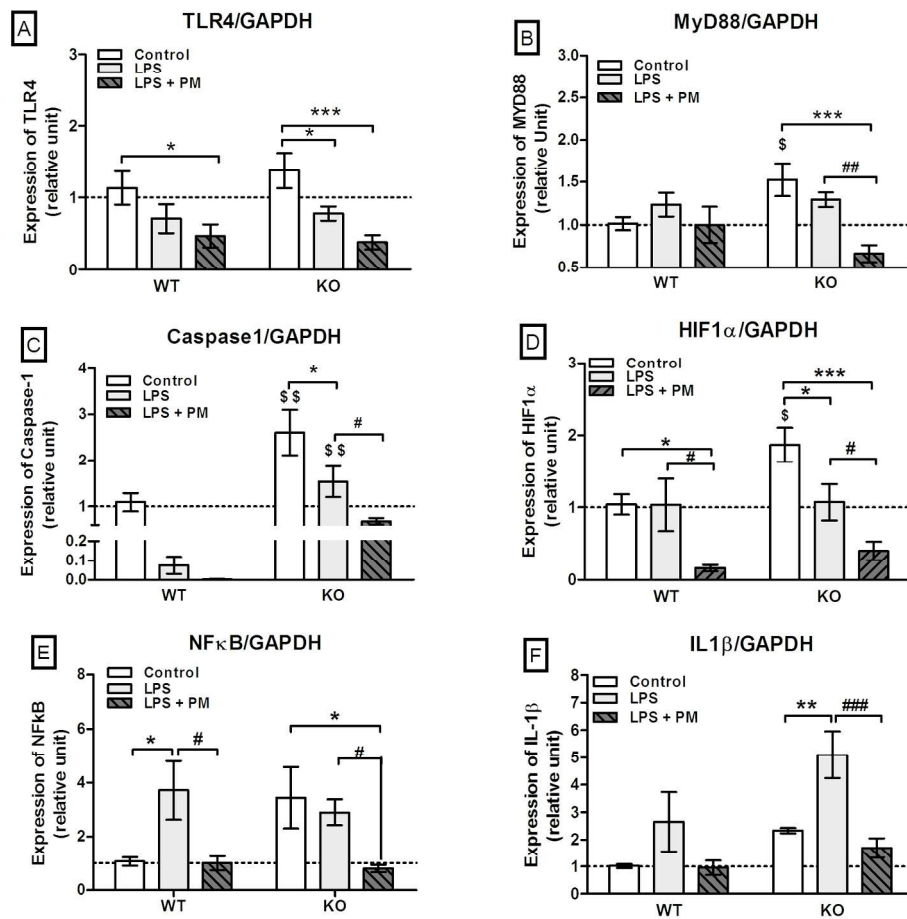 A
TLR4/GAPDH
Control
LPS
LPS + PM
Expression of TLR4
(relative unit)
3
2
1
0
*
***
*
WT
KO
B
MyD88/GAPDH
Control
LPS
LPS + PM
Expression of MYD88
(relative Unit)
3.0
2.5
2.0
1.5
1.0
0.5
***
$
##
WT
KO
C
Caspase1/GAPDH
Control
LPS
LPS + PM
Expression of Caspase-1
(relative unit)
4
3
2
1
0.2
0.1
0.0
*
$$
#
$$
WT
KO
D
HIF1α/GAPDH
Control
LPS
LPS + PM
Expression of HIF1α
(relative unit)
3
2
1
0
*
#
***
*
$
#
WT
KO
E
NFκB/GAPDH
Control
LPS
LPS + PM
Expression of NFkB
(relative unit)
8
6
4
2
0
*
#
*
#
WT
KO
F
IL1β/GAPDH
Control
LPS
LPS + PM
Expression of IL-1β
(relative unit)
8
7
6
5
4
3
2
1
0
**
###
WT
KO